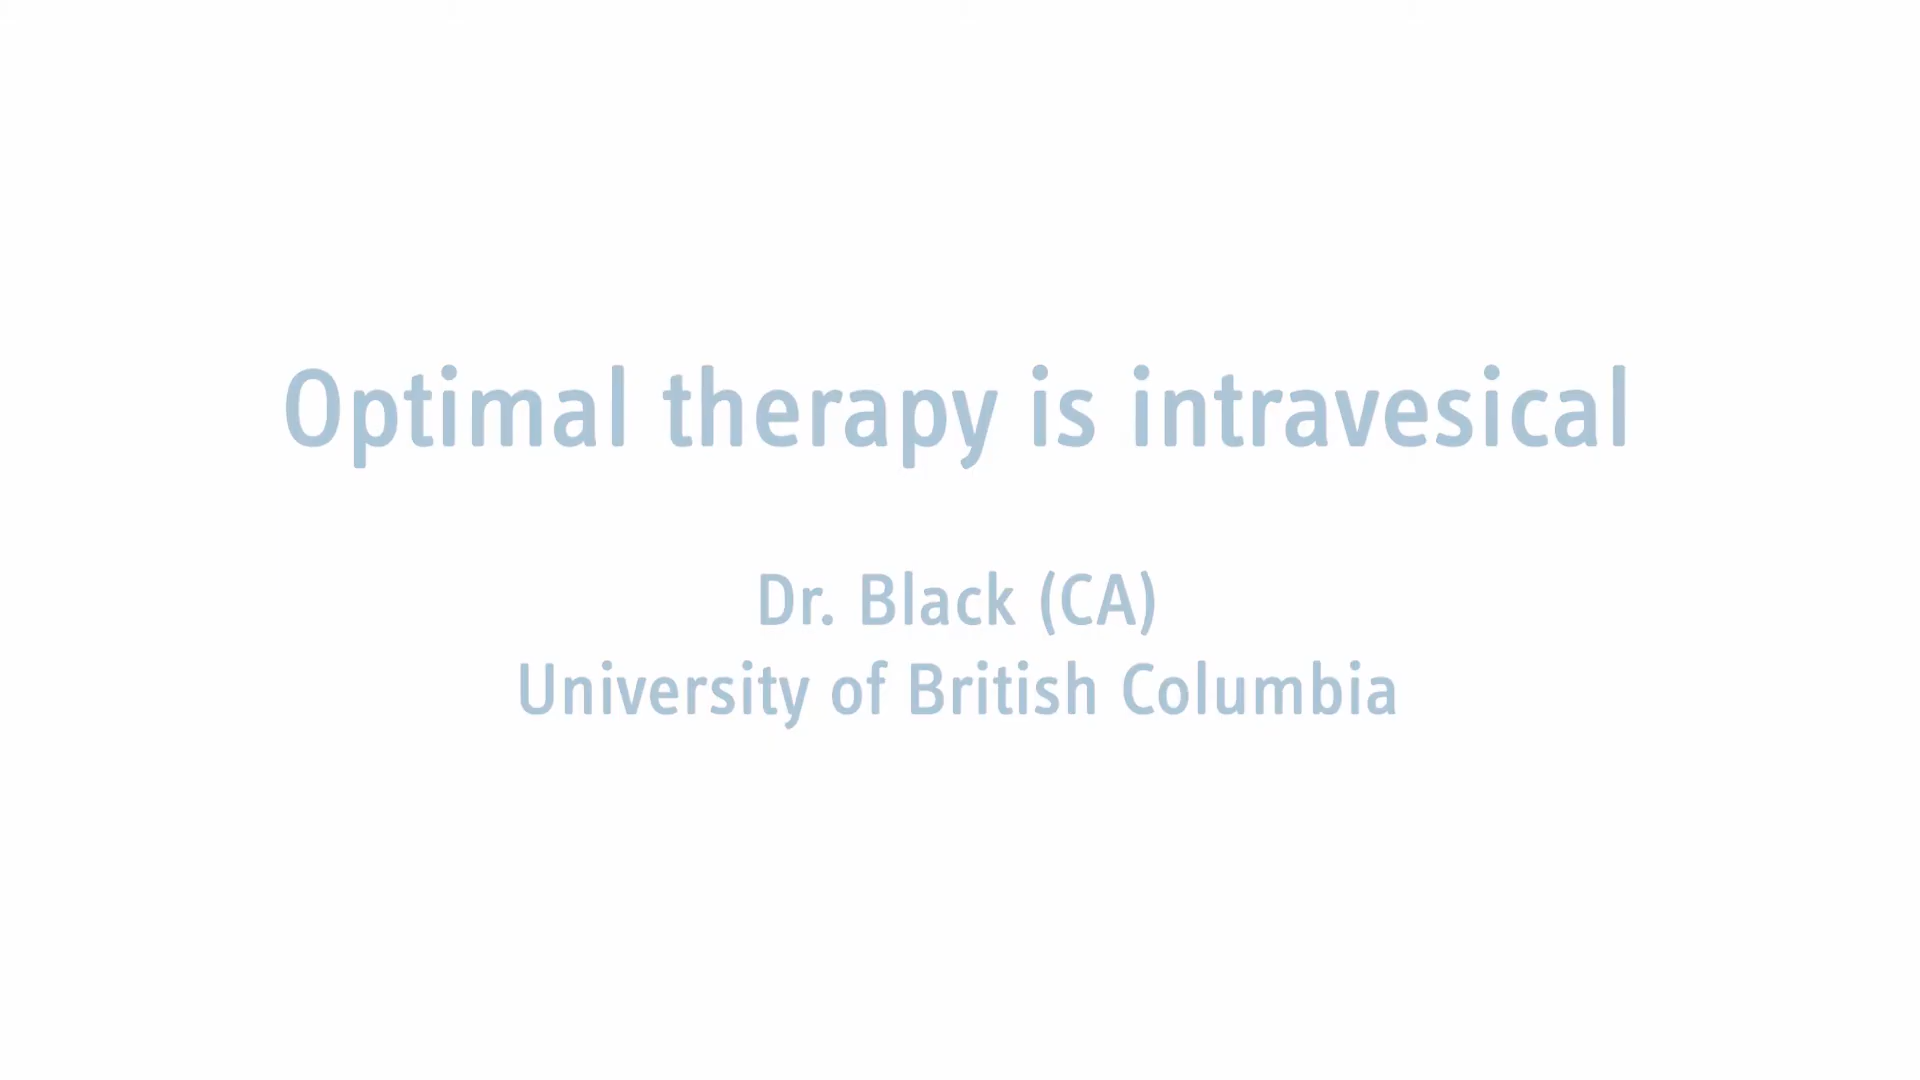 Optimal therapy is intravesical
Dr. Black (CA)
University of British Columbia